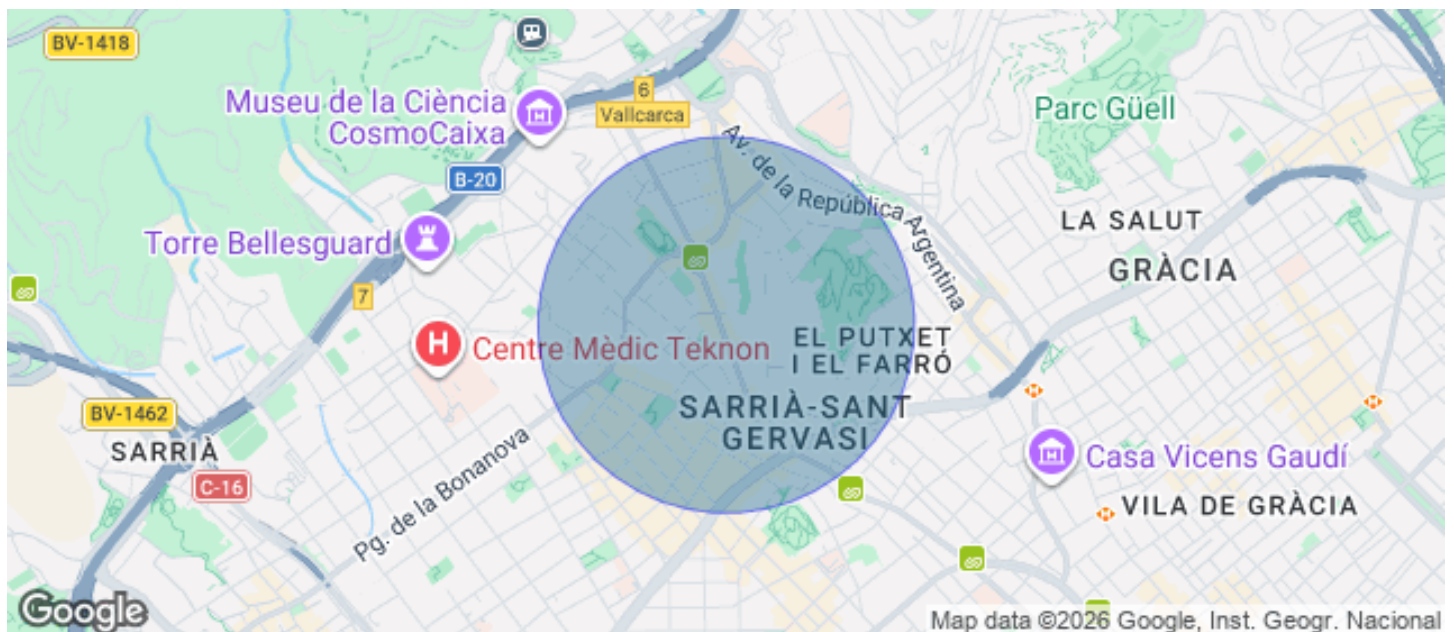 BV-1418
6
Vallcarca
Museu de la Ciència
CosmoCaixa
Parc Güell
Av. de la República Argentina
B-20
Torre Bellesguard
LA SALUT
GRÀCIA
7
H
Centre Mèdic Teknon
EL PUTXET
I EL FARRÓ
BV-1462
SARRIÀ-SANT
GERVASI
SARRIÀ
Pg. de la Bonanova
C-16
Casa Vicens Gaudí
VILA DE GRÀCIA
Google
Map data ©2026 Google, Inst. Geogr. Nacional